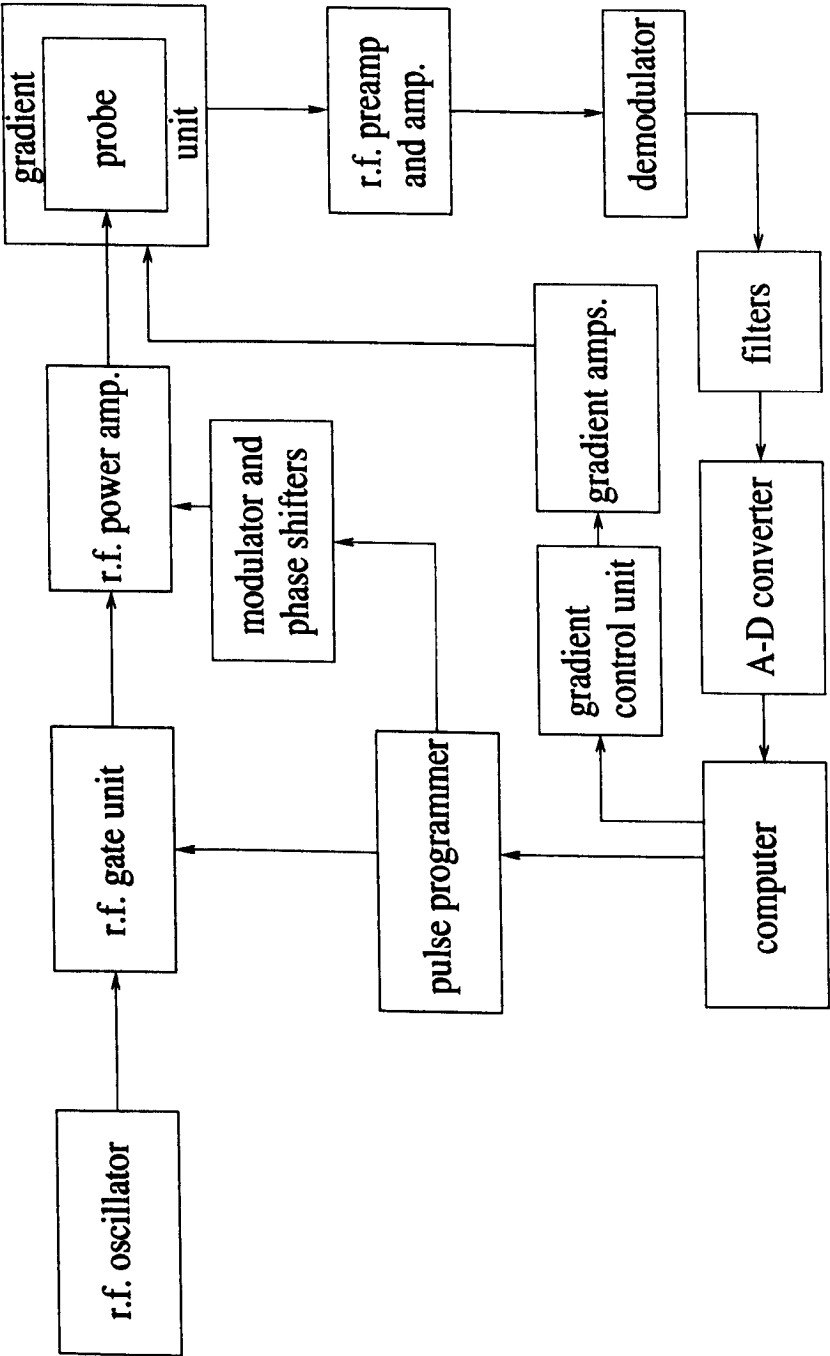 r.f. oscillator
r.f. gate unit
r.f. power amp.
gradient
probe
unit
modulator and
phase shifters
r.f. preamp
and amp.
pulse programmer
gradient
control unit
gradient amps.
demodulator
computer
A-D converter
filters